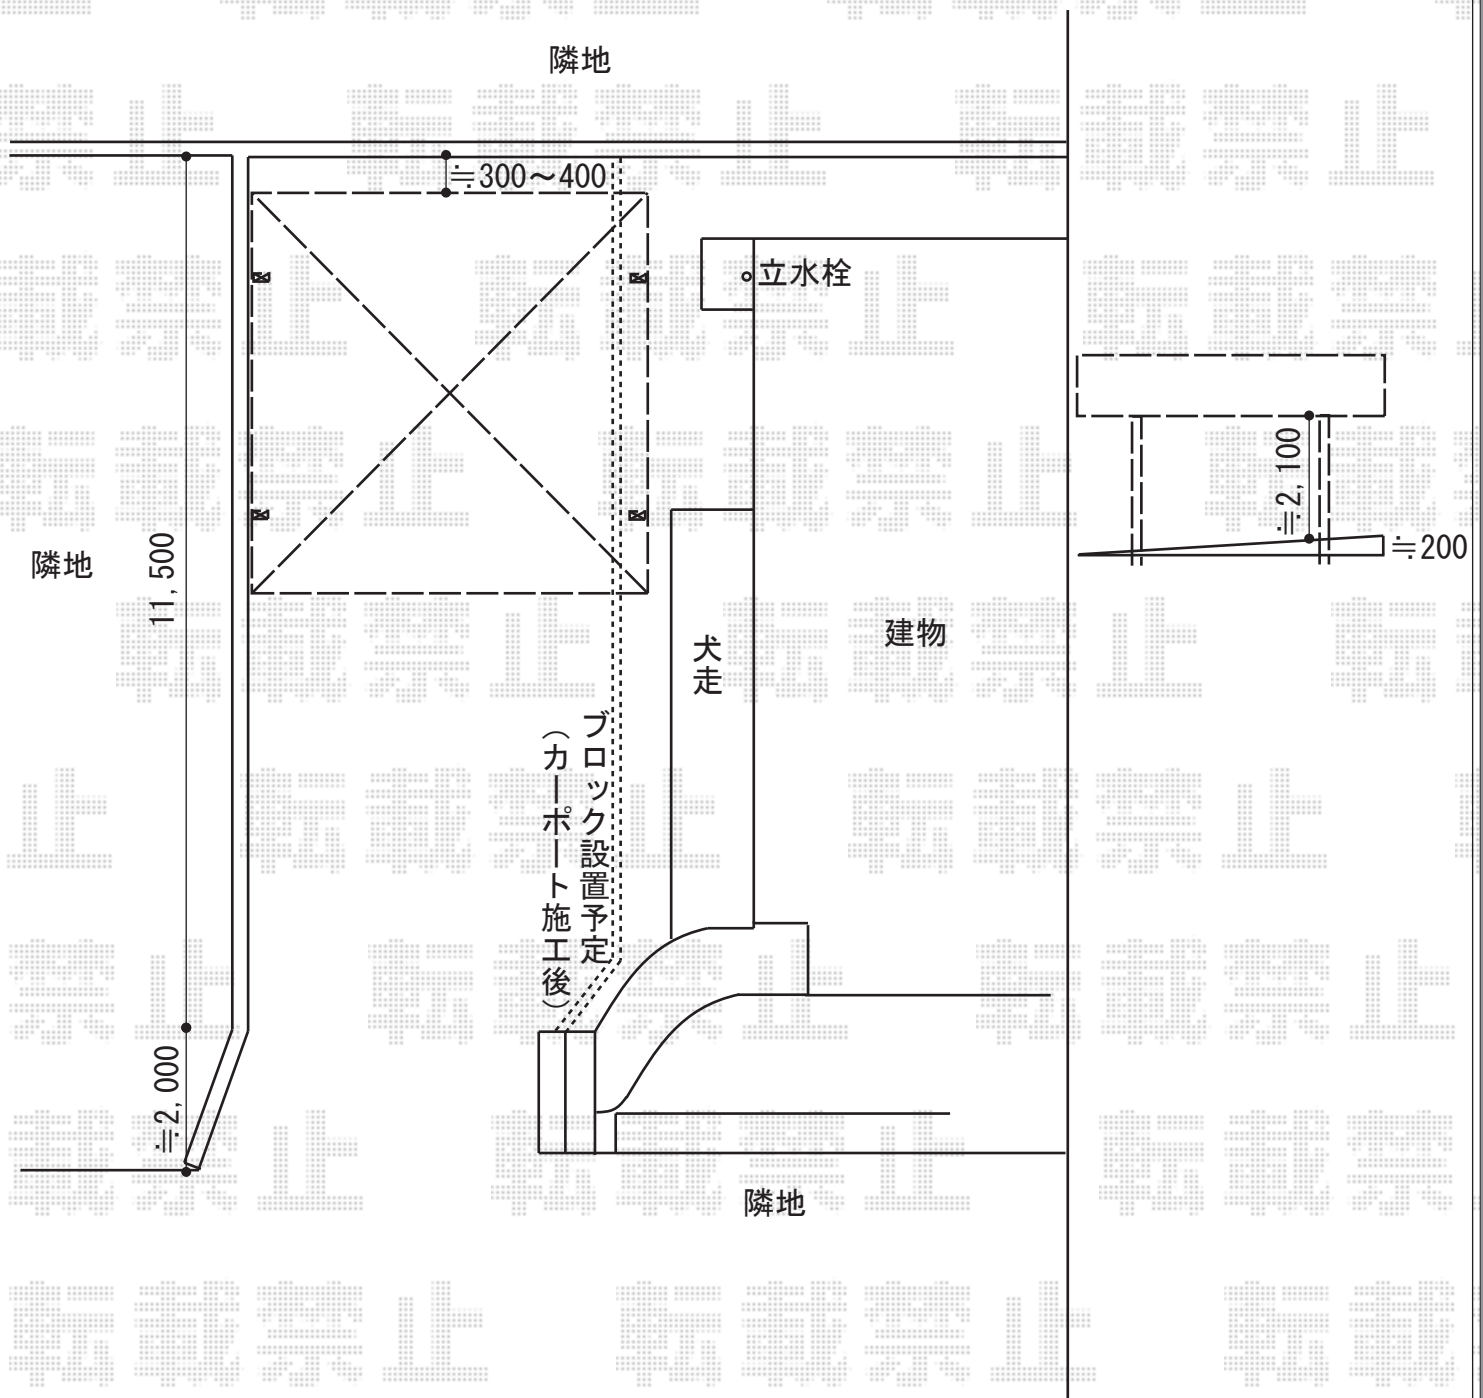 隣地
≒300～400
立水栓
≒2,100
≒200
隣地
11,500
建物
犬走
ブロック設置予定
（カーポート施工後）
≒2,000
隣地
転載禁止